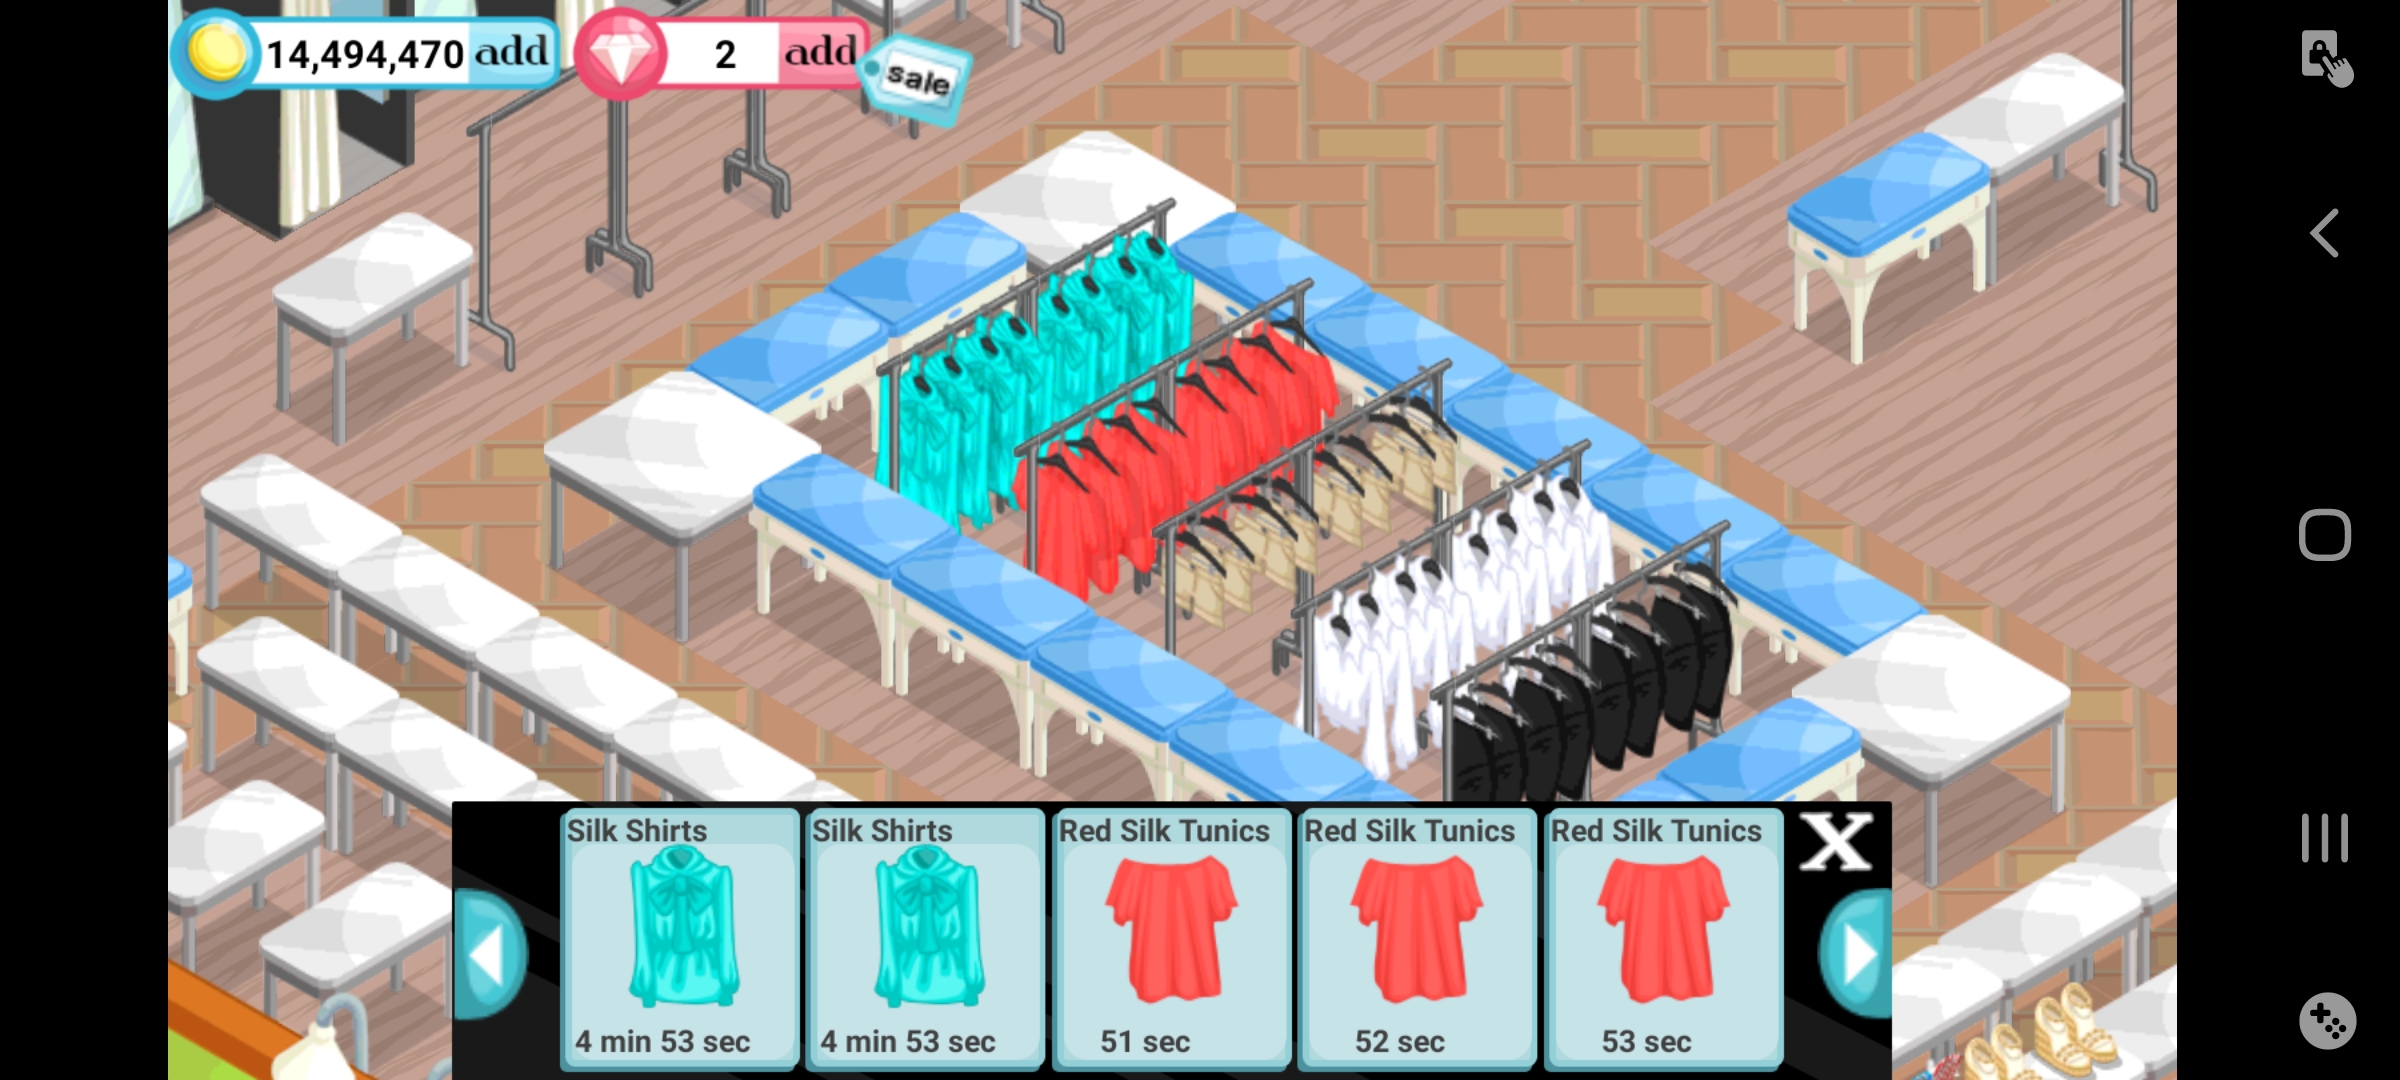 14,494,470 add
2 add
sale
Silk Shirts
Silk Shirts
Red Silk Tunics
Red Silk Tunics
Red Silk Tunics
X
4 min 53 sec
4 min 53 sec
51 sec
52 sec
53 sec